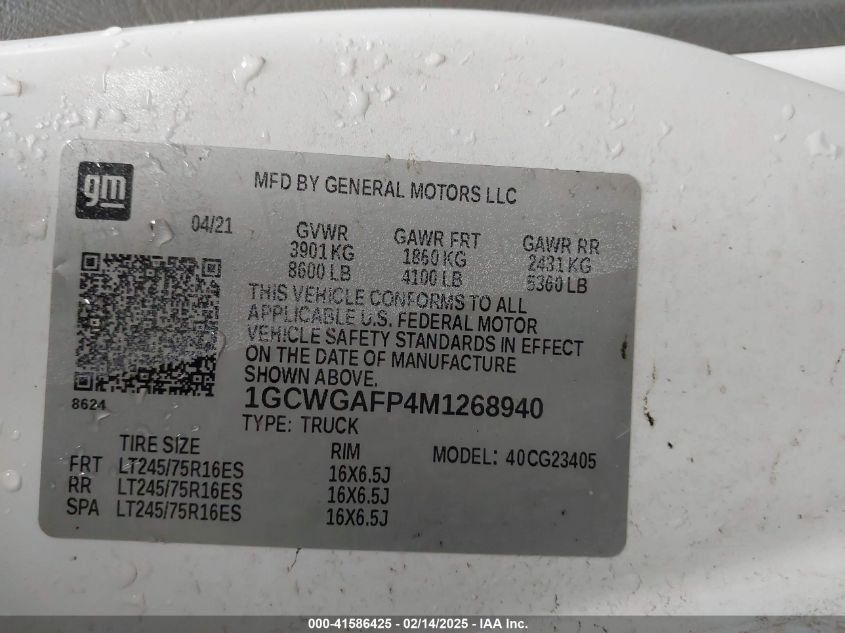 gm
MFD BY GENERAL MOTORS LLC
04/21
GVWR GAWR FRT GAWR RR
3901 KG 1860 KG 2431 KG
8600 LB 4100 LB 5360 LB
THIS VEHICLE CONFORMS TO ALL
APPLICABLE U.S. FEDERAL MOTOR
VEHICLE SAFETY STANDARDS IN EFFECT
ON THE DATE OF MANUFACTURE
SHOWN ABOVE.
8624
1GCWGAFP4M1268940
TYPE: TRUCK
TIRE SIZE RIM MODEL: 40CG23405
FRT LT245/75R16ES 16X6.5J
RR LT245/75R16ES 16X6.5J
SPA LT245/75R16ES 16X6.5J
000-41586425 - 02/14/2025 - IAA Inc.